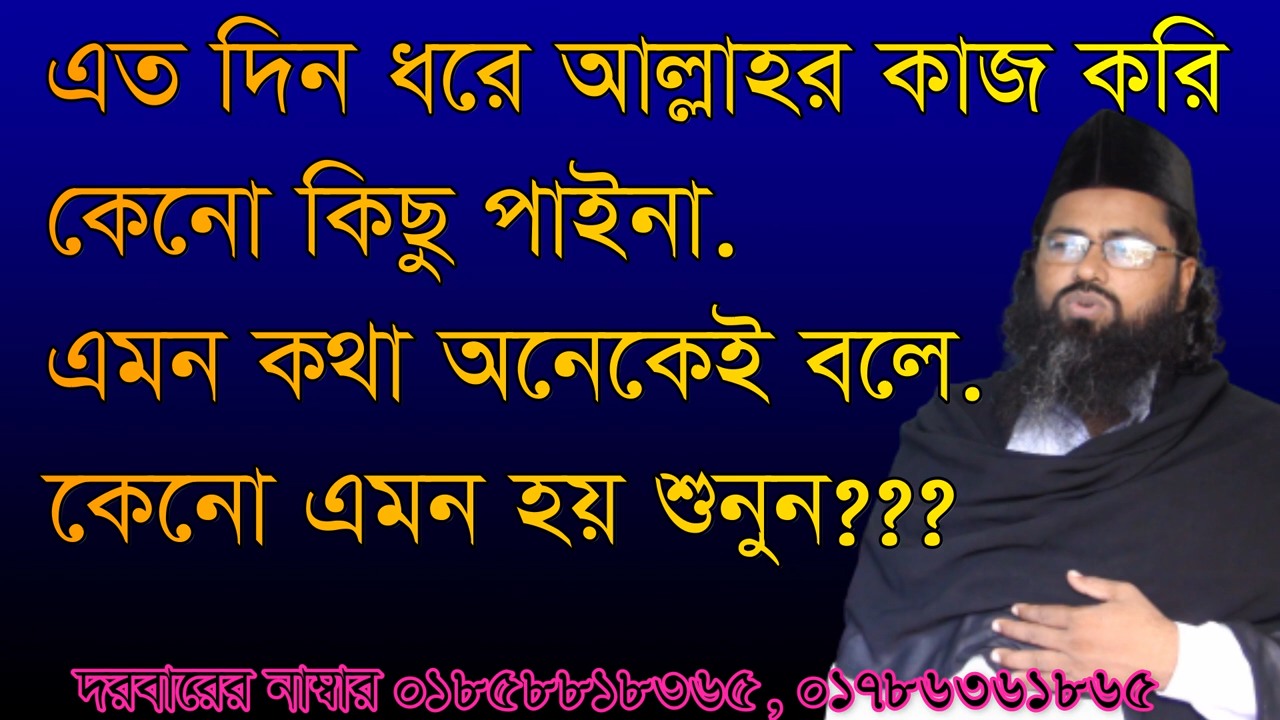 এত দিন ধরে আল্লাহর কাজ করি
কেনো কিছু পাইনা.
এমন কথা অনেকেই বলে.
কেনো এমন হয় শুনুন???
দরবারের নাম্বার ০১৮৫৮৮১৮৩৬৫, ০১৭৮৬৩৬১৮৬৫